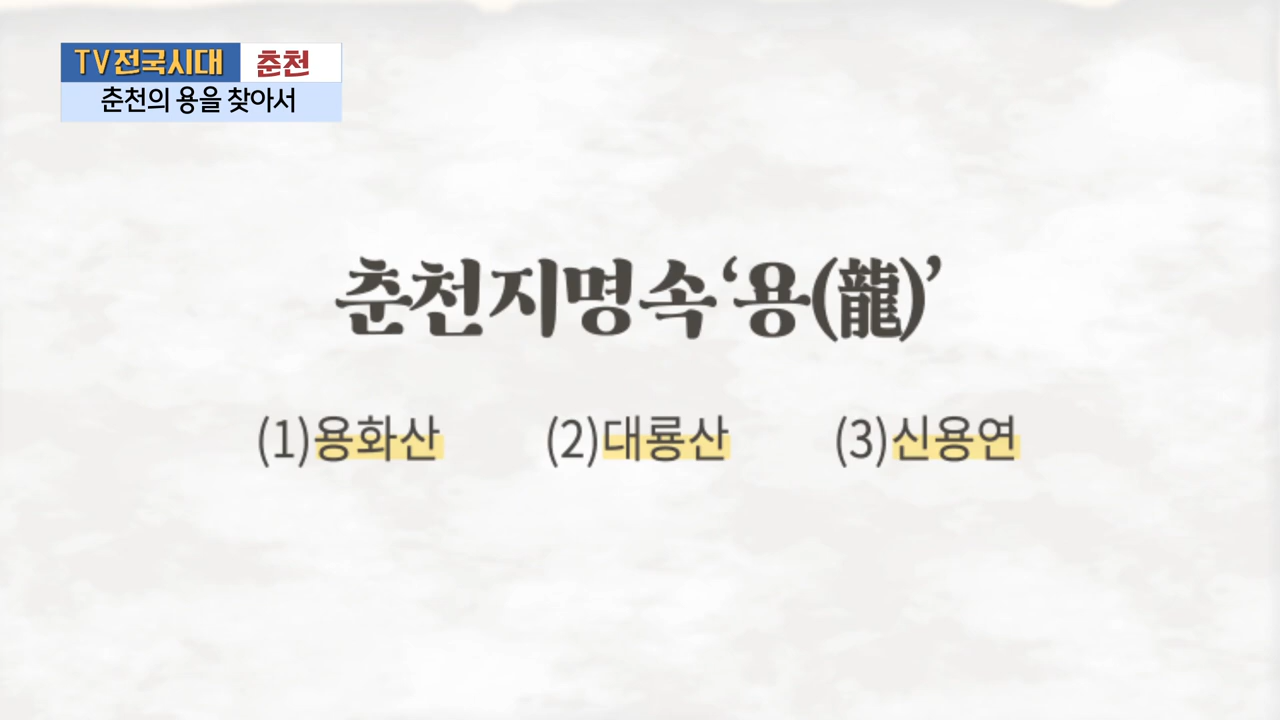 TV전국시대 춘천
춘천의 용을 찾아서
춘천지명 속 ‘용(龍)’
(1)용화산 (2)대룡산 (3)신용연